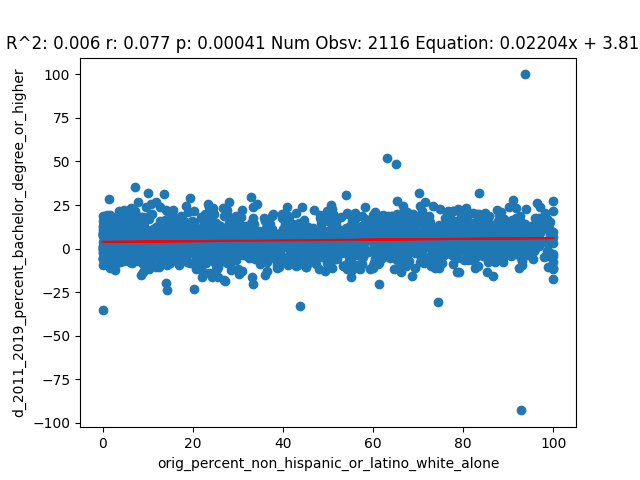 R^2: 0.006 r: 0.077 p: 0.00041 Num Obsv: 2116 Equation: 0.02204x + 3.81
d_2011_2019_percent_bachelor_degree_or_higher
100
75
50
25
0
−25
−50
−75
−100
0 20 40 60 80 100
orig_percent_non_hispanic_or_latino_white_alone